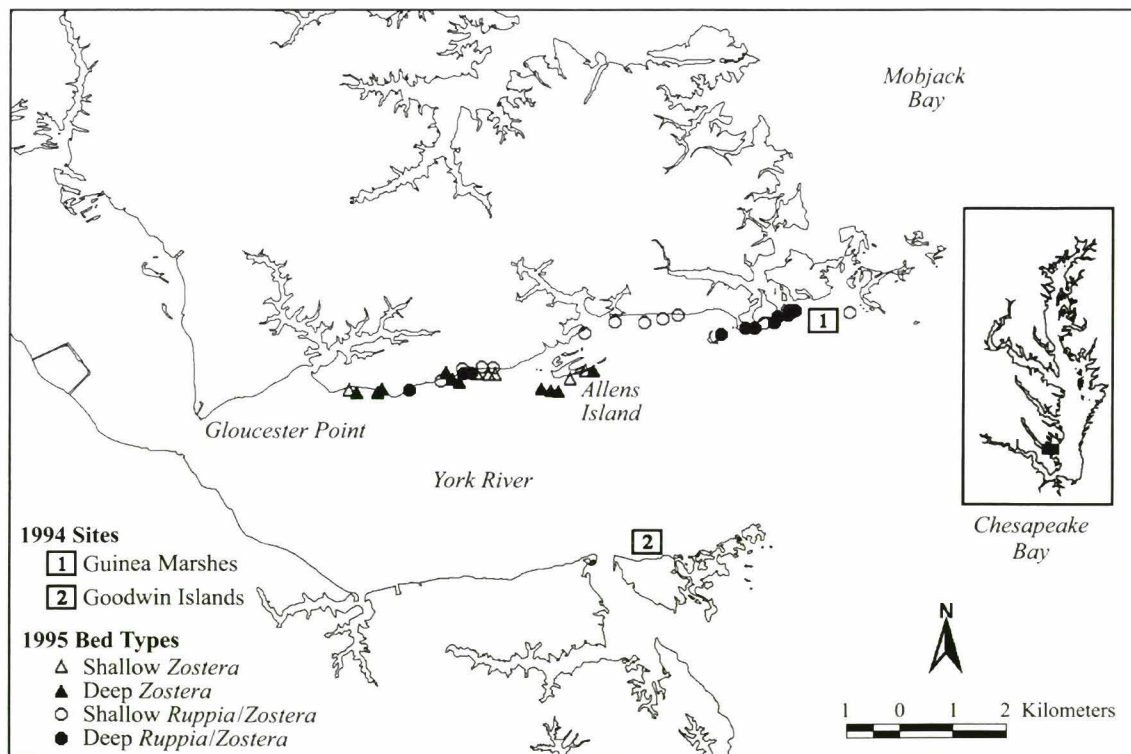 Mobjack
Bay
1
Allens
Island
Gloucester Point
York River
2
Chesapeake
Bay
1994 Sites
1 Guinea Marshes
2 Goodwin Islands
1995 Bed Types
Shallow Zostera
Deep Zostera
Shallow Ruppia/Zostera
Deep Ruppia/Zostera
N
1 0 1 2 Kilometers